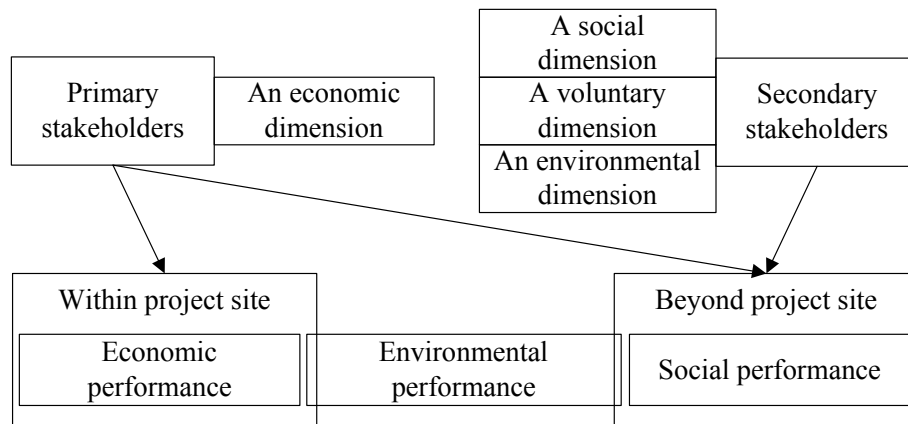 A social
dimension
Primary
stakeholders
An economic
dimension
A voluntary
dimension
Secondary
stakeholders
An environmental
dimension
Within project site
Beyond project site
Economic
performance
Environmental
performance
Social performance